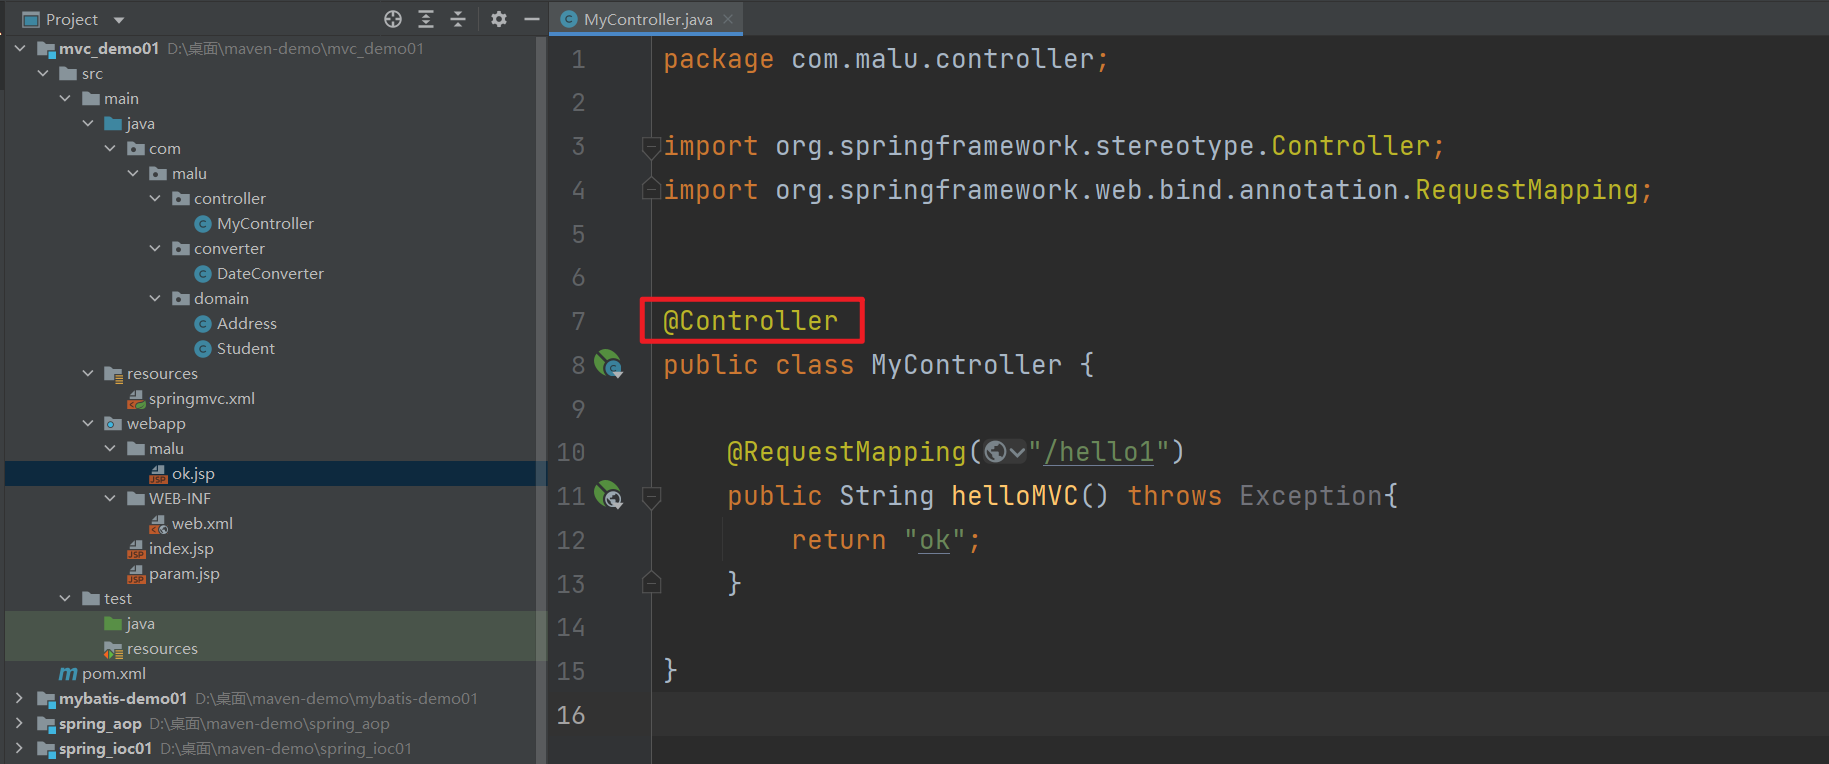 Project
mvc_demo01 D:\桌面\maven-demo\mvc_demo01
src
main
java
com
malu
controller
MyController
converter
DateConverter
domain
Address
Student
resources
springmvc.xml
webapp
malu
ok.jsp
WEB-INF
web.xml
index.jsp
param.jsp
test
java
resources
pom.xml
mybatis-demo01 D:\桌面\maven-demo\mybatis-demo01
spring_aop D:\桌面\maven-demo\spring_aop
spring_ioc01 D:\桌面\maven-demo\spring_ioc01
MyController.java
1 package com.malu.controller;
2
3 import org.springframework.stereotype.Controller;
4 import org.springframework.web.bind.annotation.RequestMapping;
5
6
7 @Controller
8 public class MyController {
9
10 @RequestMapping("/hello1")
11 public String helloMVC() throws Exception{
12 return "ok";
13 }
14
15 }
16